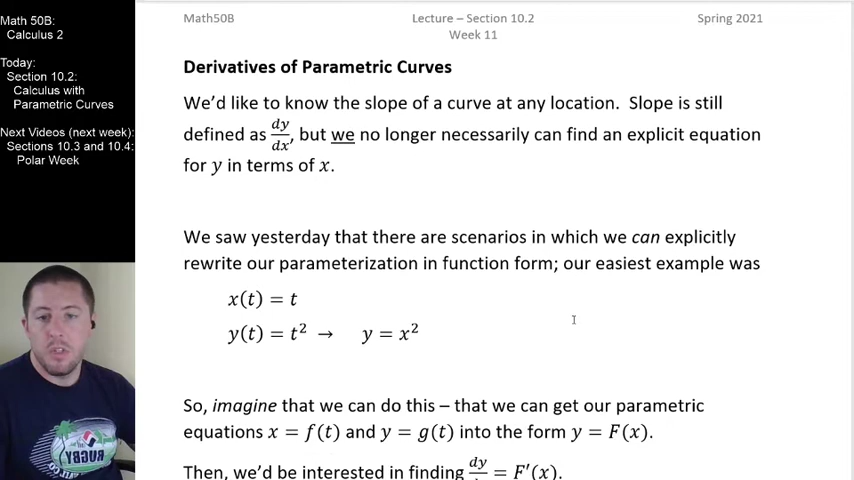 Math 50B:
Calculus 2
Today:
Section 10.2:
Calculus with
Parametric Curves
Next Videos (next week):
Sections 10.3 and 10.4:
Polar Week
Math50B
Lecture – Section 10.2
Spring 2021
Week 11
Derivatives of Parametric Curves
We'd like to know the slope of a curve at any location. Slope is still
defined as dy/dx, but we no longer necessarily can find an explicit equation
for y in terms of x.
We saw yesterday that there are scenarios in which we can explicitly
rewrite our parameterization in function form; our easiest example was
x(t) = t
y(t) = t² → y = x²
So, imagine that we can do this – that we can get our parametric
equations x = f(t) and y = g(t) into the form y = F(x).
Then, we'd be interested in finding dy/dx = F′(x).
RUGBY